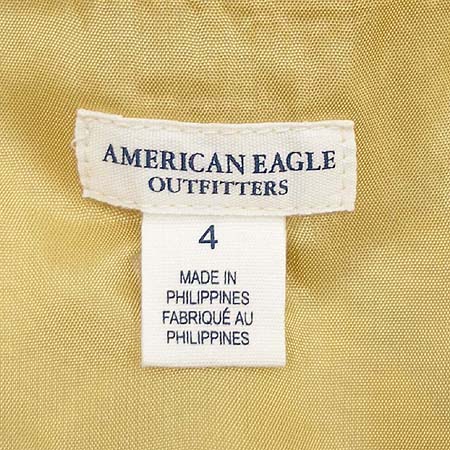 AMERICAN EAGLE
OUTFITTERS
4
MADE IN
PHILIPPINES
FABRIQUÉ AU
PHILIPPINES